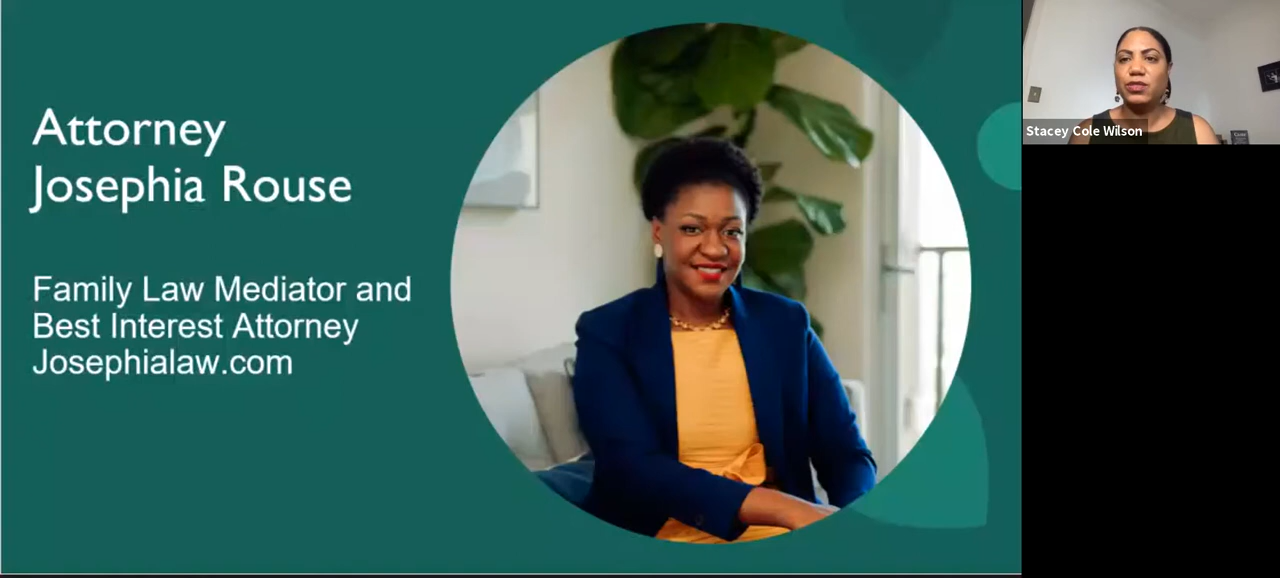 Attorney
Josephia Rouse
Family Law Mediator and
Best Interest Attorney
Josephialaw.com
Stacey Cole Wilson